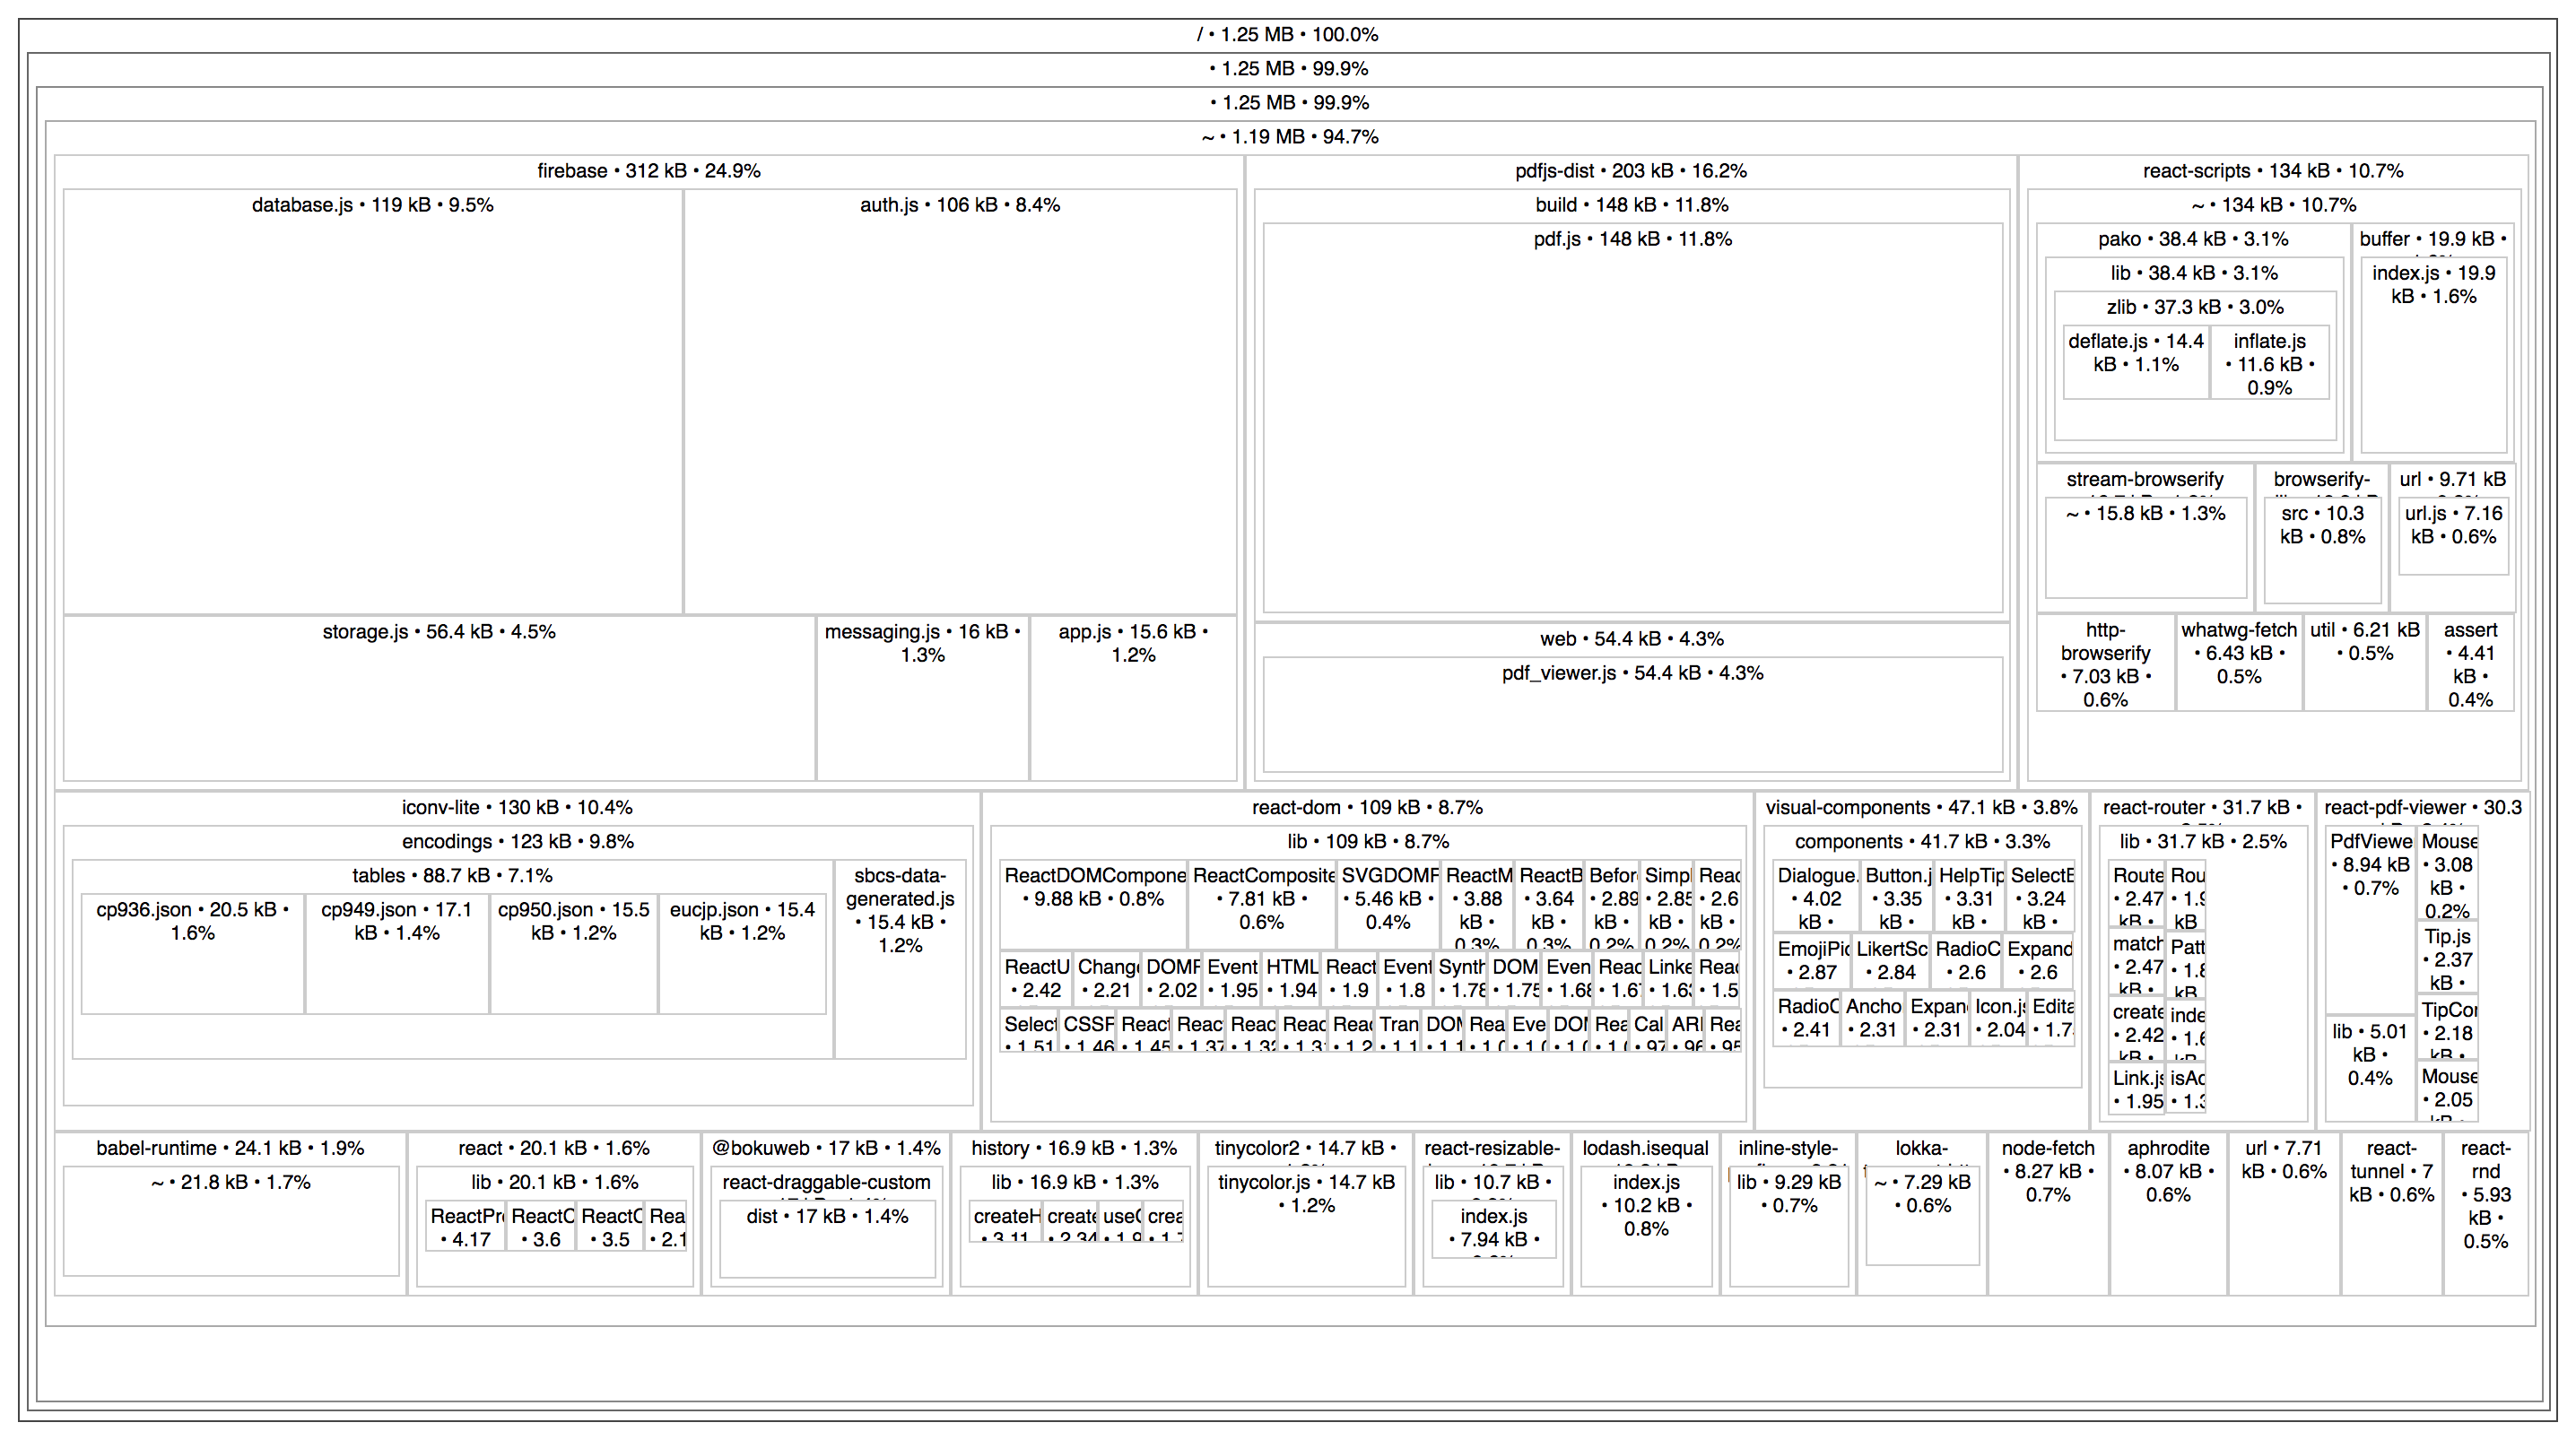 / • 1.25 MB • 100.0%
• 1.25 MB • 99.9%
• 1.25 MB • 99.9%
~ • 1.19 MB • 94.7%
firebase • 312 kB • 24.9%
database.js • 119 kB • 9.5%
auth.js • 106 kB • 8.4%
storage.js • 56.4 kB • 4.5%
messaging.js • 16 kB •
1.3%
app.js • 15.6 kB •
1.2%
pdfjs-dist • 203 kB • 16.2%
build • 148 kB • 11.8%
pdf.js • 148 kB • 11.8%
web • 54.4 kB • 4.3%
pdf_viewer.js • 54.4 kB • 4.3%
react-scripts • 134 kB • 10.7%
~ • 134 kB • 10.7%
pako • 38.4 kB • 3.1%
lib • 38.4 kB • 3.1%
zlib • 37.3 kB • 3.0%
deflate.js • 14.4
kB • 1.1%
inflate.js
• 11.6 kB •
0.9%
buffer • 19.9 kB •
index.js • 19.9
kB • 1.6%
stream-browserify
~ • 15.8 kB • 1.3%
browserify-
src • 10.3
kB • 0.8%
url • 9.71 kB
url.js • 7.16
kB • 0.6%
http-
browserify
• 7.03 kB •
0.6%
whatwg-fetch
• 6.43 kB •
0.5%
util • 6.21 kB
• 0.5%
assert
• 4.41
kB •
0.4%
iconv-lite • 130 kB • 10.4%
encodings • 123 kB • 9.8%
tables • 88.7 kB • 7.1%
cp936.json • 20.5 kB •
1.6%
cp949.json • 17.1
kB • 1.4%
cp950.json • 15.5
kB • 1.2%
eucjp.json • 15.4
kB • 1.2%
sbcs-data-
generated.js
• 15.4 kB •
1.2%
react-dom • 109 kB • 8.7%
lib • 109 kB • 8.7%
ReactDOMCompone
• 9.88 kB • 0.8%
ReactComposite
• 7.81 kB •
0.6%
SVGDOMP
• 5.46 kB •
0.4%
ReactM
• 3.88
kB •
0.3%
ReactB
• 3.64
kB •
0.3%
Befor
• 2.89
kB •
0.2%
Simpl
• 2.85
kB •
0.2%
Reac
• 2.6
kB •
0.2%
ReactU
• 2.42
Chang
• 2.21
DOMP
• 2.02
Event
• 1.95
HTML
• 1.94
React
• 1.9
Event
• 1.8
Synth
• 1.78
DOM
• 1.75
Even
• 1.68
Reac
• 1.67
Linke
• 1.63
Reac
• 1.5
Select
• 1.51
CSSP
• 1.46
React
• 1.45
Reac
• 1.37
Reac
Reac
Reac
• 1.2
Tran
• 1.1
DOM
• 1.1
Rea
Eve
DOM
Rea
Cal
• 97
ARI
• 96
Rea
• 95
visual-components • 47.1 kB • 3.8%
components • 41.7 kB • 3.3%
Dialogue.
• 4.02
kB •
Button.j
• 3.35
kB •
HelpTip
• 3.31
kB •
SelectE
• 3.24
kB •
EmojiPic
• 2.87
LikertSc
• 2.84
RadioC
• 2.6
Expand
• 2.6
RadioC
• 2.41
Ancho
• 2.31
Expan
• 2.31
Icon.js
• 2.04
Edita
• 1.7
react-router • 31.7 kB •
lib • 31.7 kB • 2.5%
Route
• 2.47
kB •
Rou
• 1.9
kB
match
• 2.47
kB •
Patt
• 1.8
kB
create
• 2.42
kB •
inde
• 1.6
kB
Link.js
• 1.95
isAc
• 1.3
react-pdf-viewer • 30.3
PdfViewe
• 8.94 kB
• 0.7%
lib • 5.01
kB •
0.4%
Mouse
• 3.08
kB •
0.2%
Tip.js
• 2.37
kB •
TipCor
• 2.18
kB •
Mouse
• 2.05
kB •
babel-runtime • 24.1 kB • 1.9%
~ • 21.8 kB • 1.7%
react • 20.1 kB • 1.6%
lib • 20.1 kB • 1.6%
ReactPr
• 4.17
ReactC
• 3.6
ReactC
• 3.5
Rea
• 2.1
@bokuweb • 17 kB • 1.4%
react-draggable-custom
dist • 17 kB • 1.4%
history • 16.9 kB • 1.3%
lib • 16.9 kB • 1.3%
createH
• 3.11
create
• 2.34
useC
• 1.9
crea
• 1.7
tinycolor2 • 14.7 kB •
tinycolor.js • 14.7 kB
• 1.2%
react-resizable-
lib • 10.7 kB •
index.js
• 7.94 kB •
lodash.isequal
index.js
• 10.2 kB •
0.8%
inline-style-
lib • 9.29 kB
• 0.7%
lokka-
~ • 7.29 kB
• 0.6%
node-fetch
• 8.27 kB •
0.7%
aphrodite
• 8.07 kB •
0.6%
url • 7.71
kB • 0.6%
react-
tunnel • 7
kB • 0.6%
react-
rnd
• 5.93
kB •
0.5%